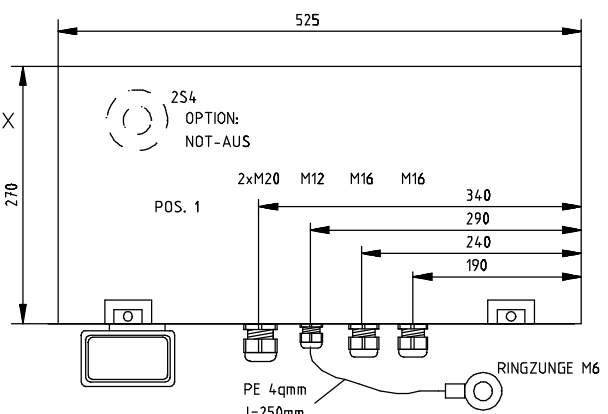 525
2S4
OPTION:
NOT-AUS
X
270
2xM20 M12 M16 M16
POS. 1
340
290
240
190
RINGZUNGE M6
PE 4qmm
l=250mm